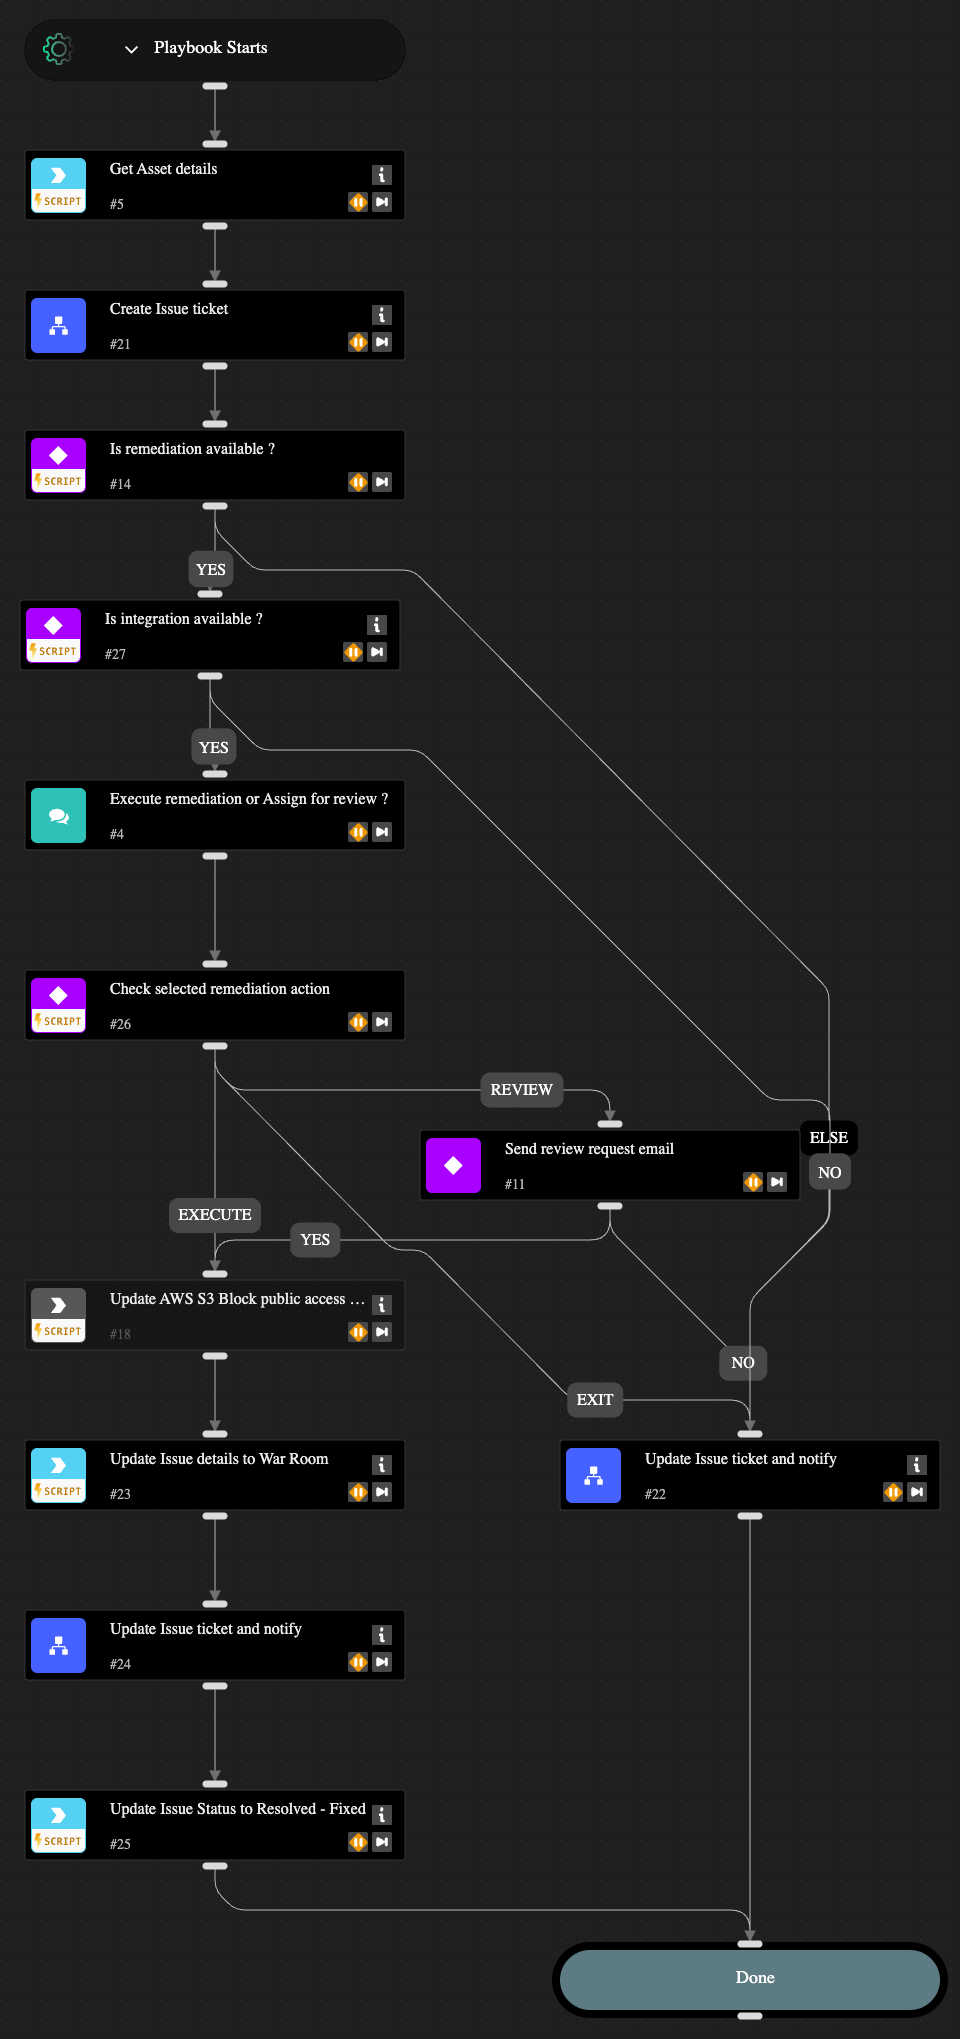 Playbook Starts
Get Asset details
SCRIPT
#5
Create Issue ticket
#21
Is remediation available ?
SCRIPT
#14
YES
Is integration available ?
SCRIPT
#27
YES
Execute remediation or Assign for review ?
#4
Check selected remediation action
SCRIPT
#26
REVIEW
ELSE
Send review request email
NO
#11
EXECUTE
YES
Update AWS S3 Block public access ...
SCRIPT
#18
NO
EXIT
Update Issue details to War Room
SCRIPT
#23
Update Issue ticket and notify
#22
Update Issue ticket and notify
#24
Update Issue Status to Resolved - Fixed
SCRIPT
#25
Done